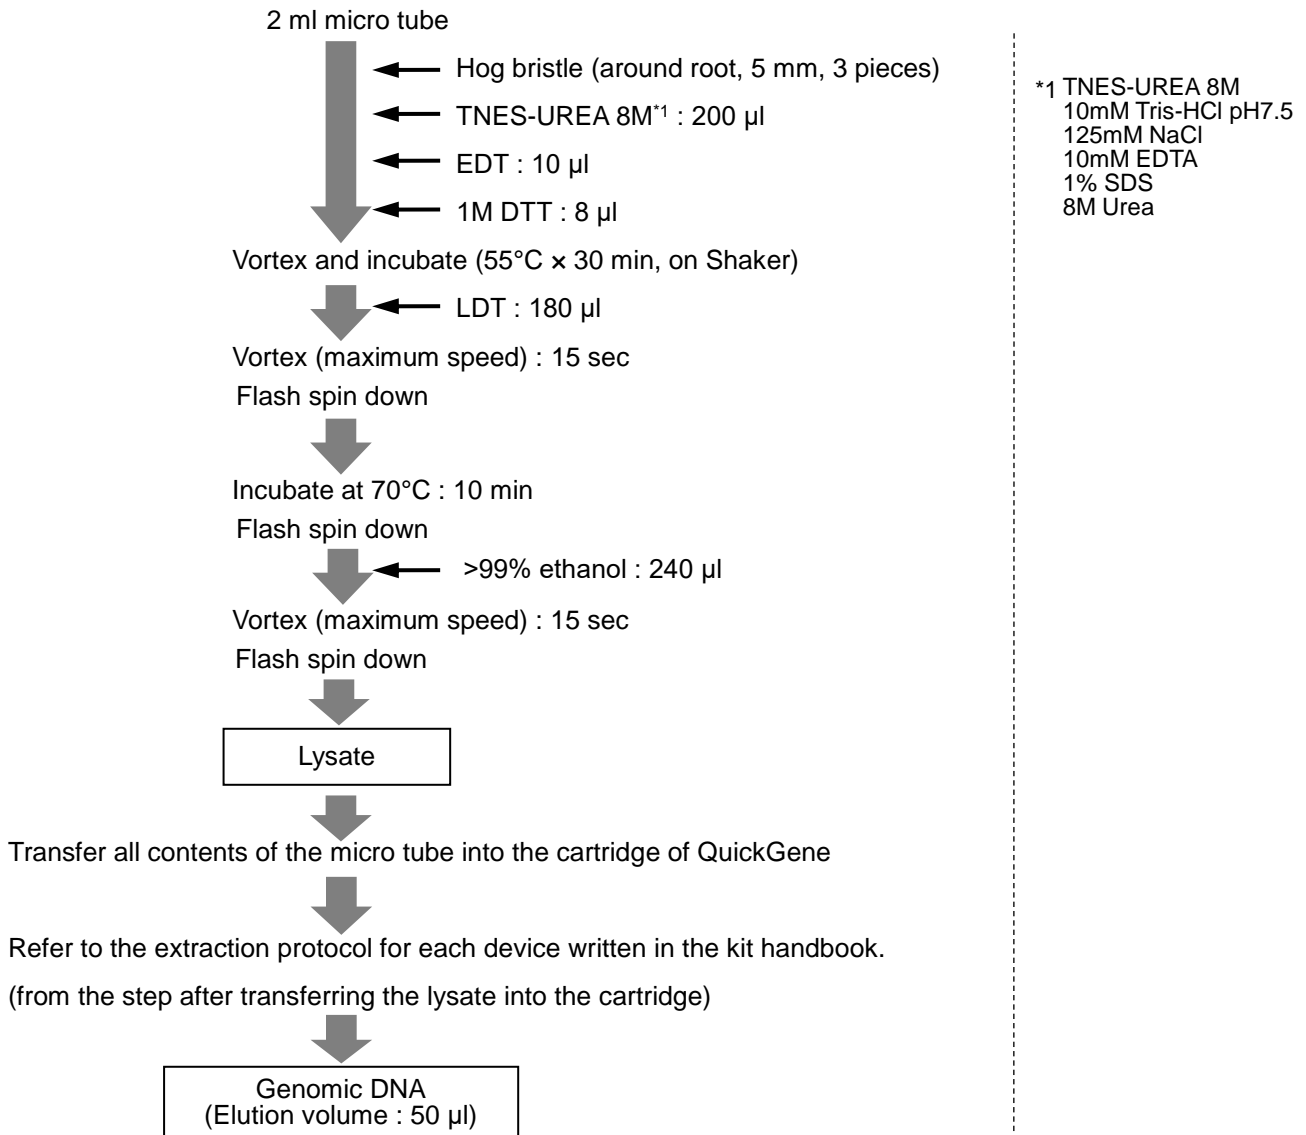 2 ml micro tube
Hog bristle (around root, 5 mm, 3 pieces)
TNES-UREA 8M*1 : 200 µl
EDT : 10 µl
1M DTT : 8 µl
Vortex and incubate (55°C × 30 min, on Shaker)
LDT : 180 µl
Vortex (maximum speed) : 15 sec
Flash spin down
Incubate at 70°C : 10 min
Flash spin down
>99% ethanol : 240 µl
Vortex (maximum speed) : 15 sec
Flash spin down
Lysate
Transfer all contents of the micro tube into the cartridge of QuickGene
Refer to the extraction protocol for each device written in the kit handbook.
(from the step after transferring the lysate into the cartridge)
Genomic DNA
(Elution volume : 50 µl)
*1 TNES-UREA 8M
10mM Tris-HCl pH7.5
125mM NaCl
10mM EDTA
1% SDS
8M Urea